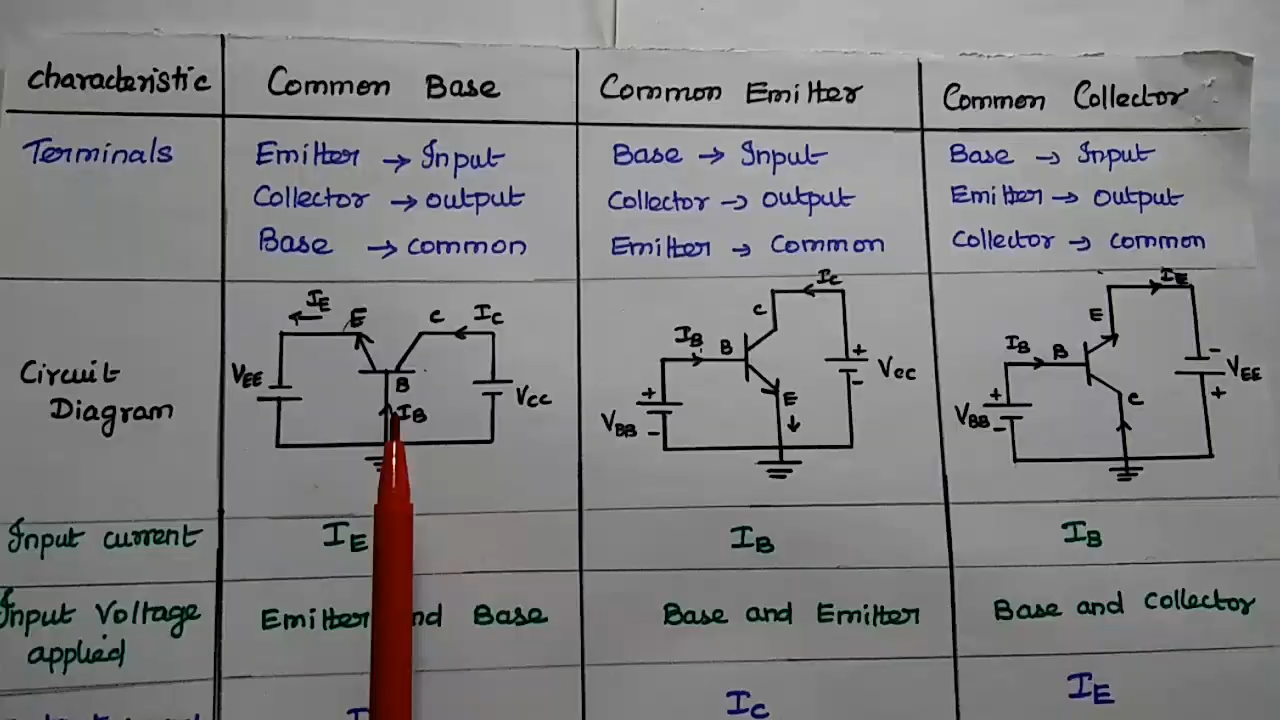 Characteristic Common Base Common Emitter Common Collector
Terminals Emitter → Input Base → Input Base → Input
Collector → output Collector → output Emitter → output
Base → common Emitter → Common Collector → common
Circuit Diagram
IE E C IC VEE B IB VCC
IC C IB B E + - VCC + VBB -
IE E IB B C - VEE + + VBB -
Input current IE IB IB
Input Voltage applied Emitter and Base Base and Emitter Base and Collector
IC IE